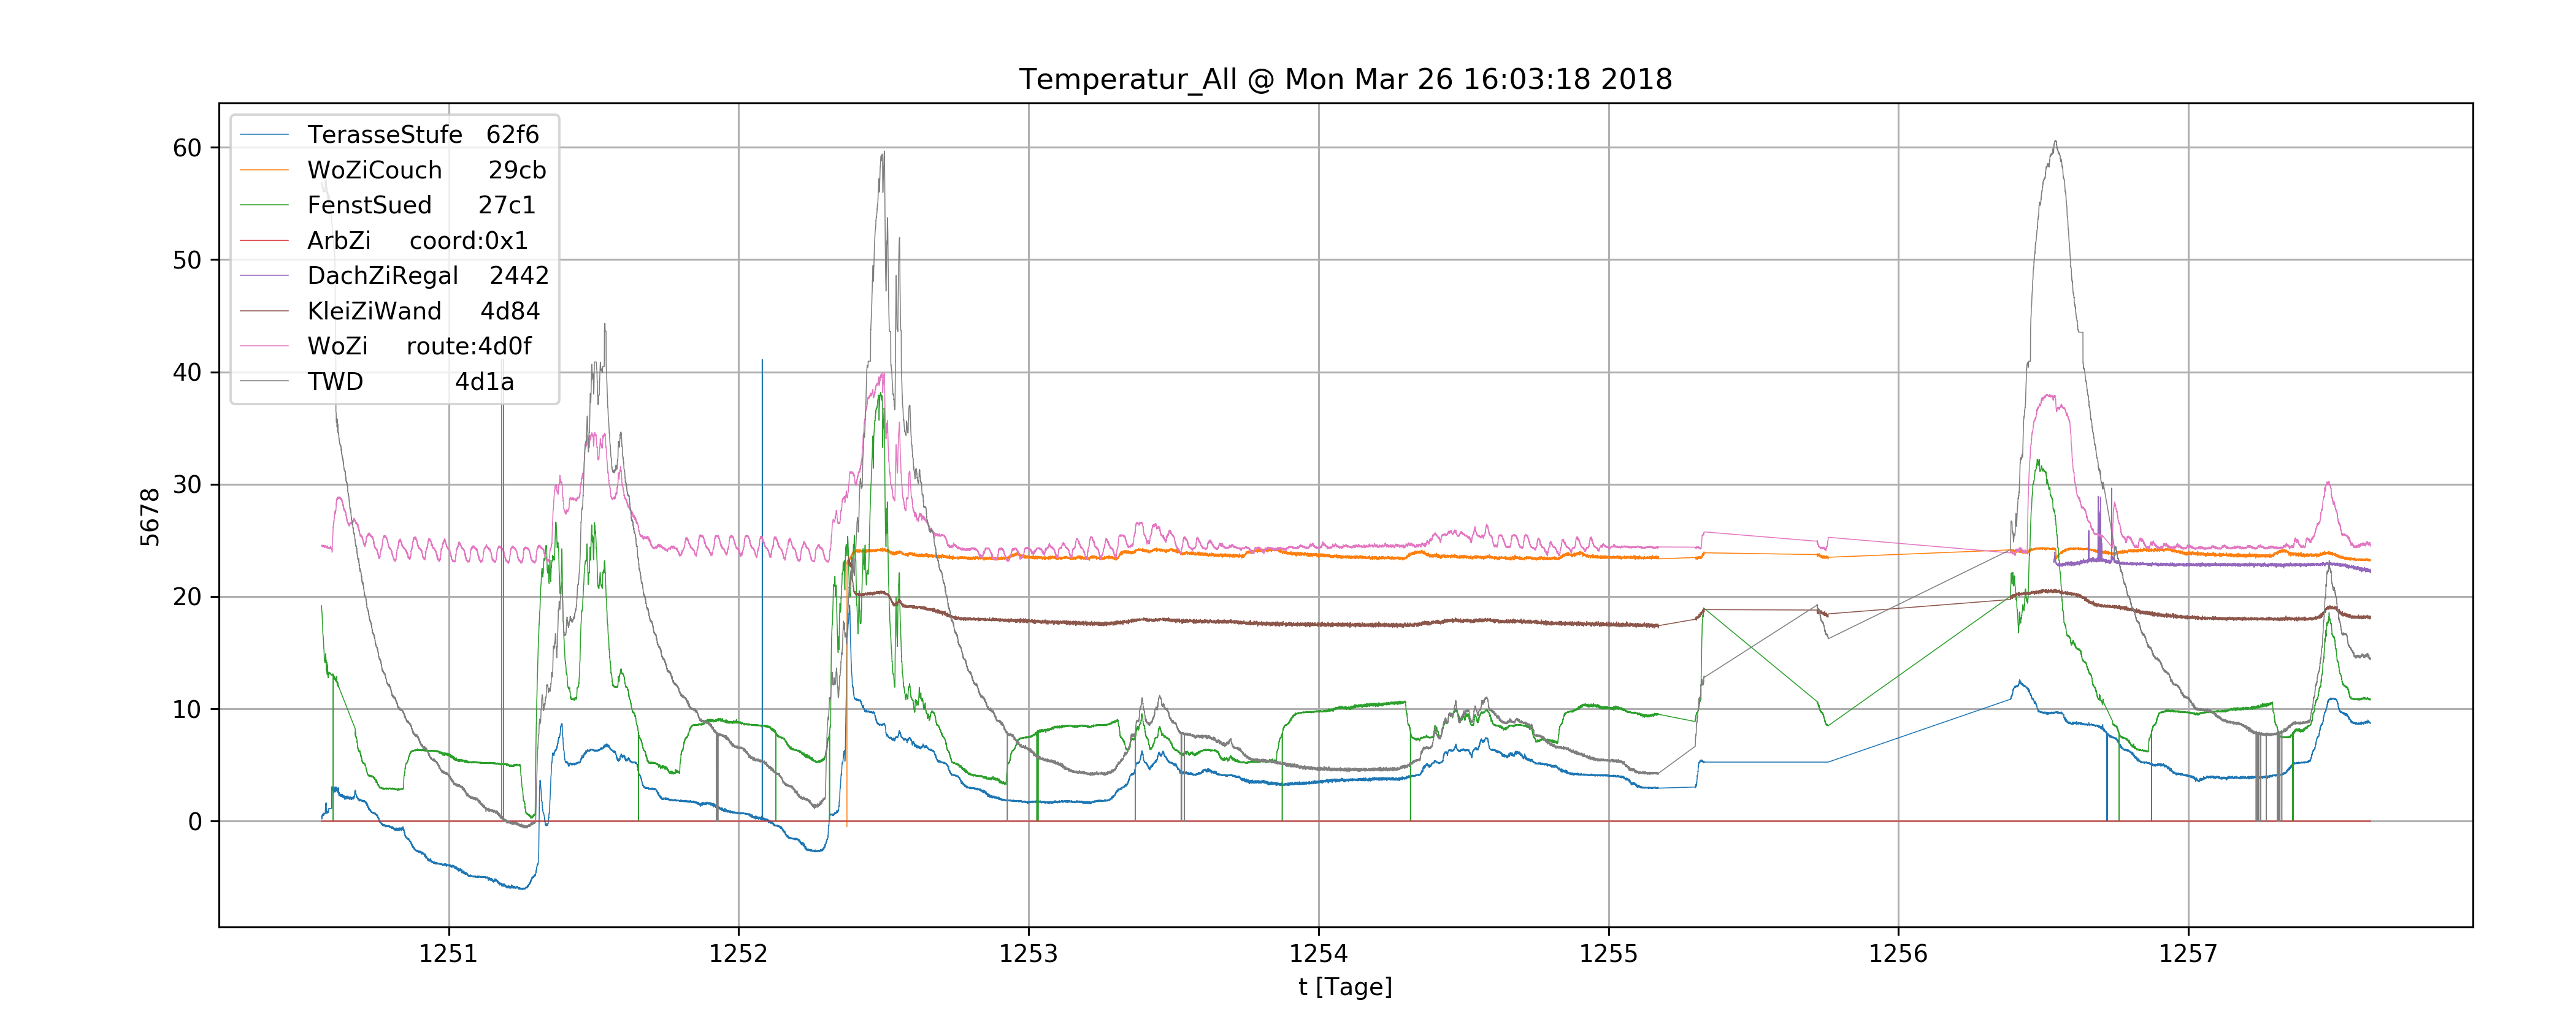 Temperatur_All @ Mon Mar 26 16:03:18 2018
60
50
40
30
20
10
0
5678
TerasseStufe 62f6
WoZiCouch 29cb
FenstSued 27c1
ArbZi coord:0x1
DachZiRegal 2442
KleiZiWand 4d84
WoZi route:4d0f
TWD 4d1a
1251 1252 1253 1254 1255 1256 1257
t [Tage]